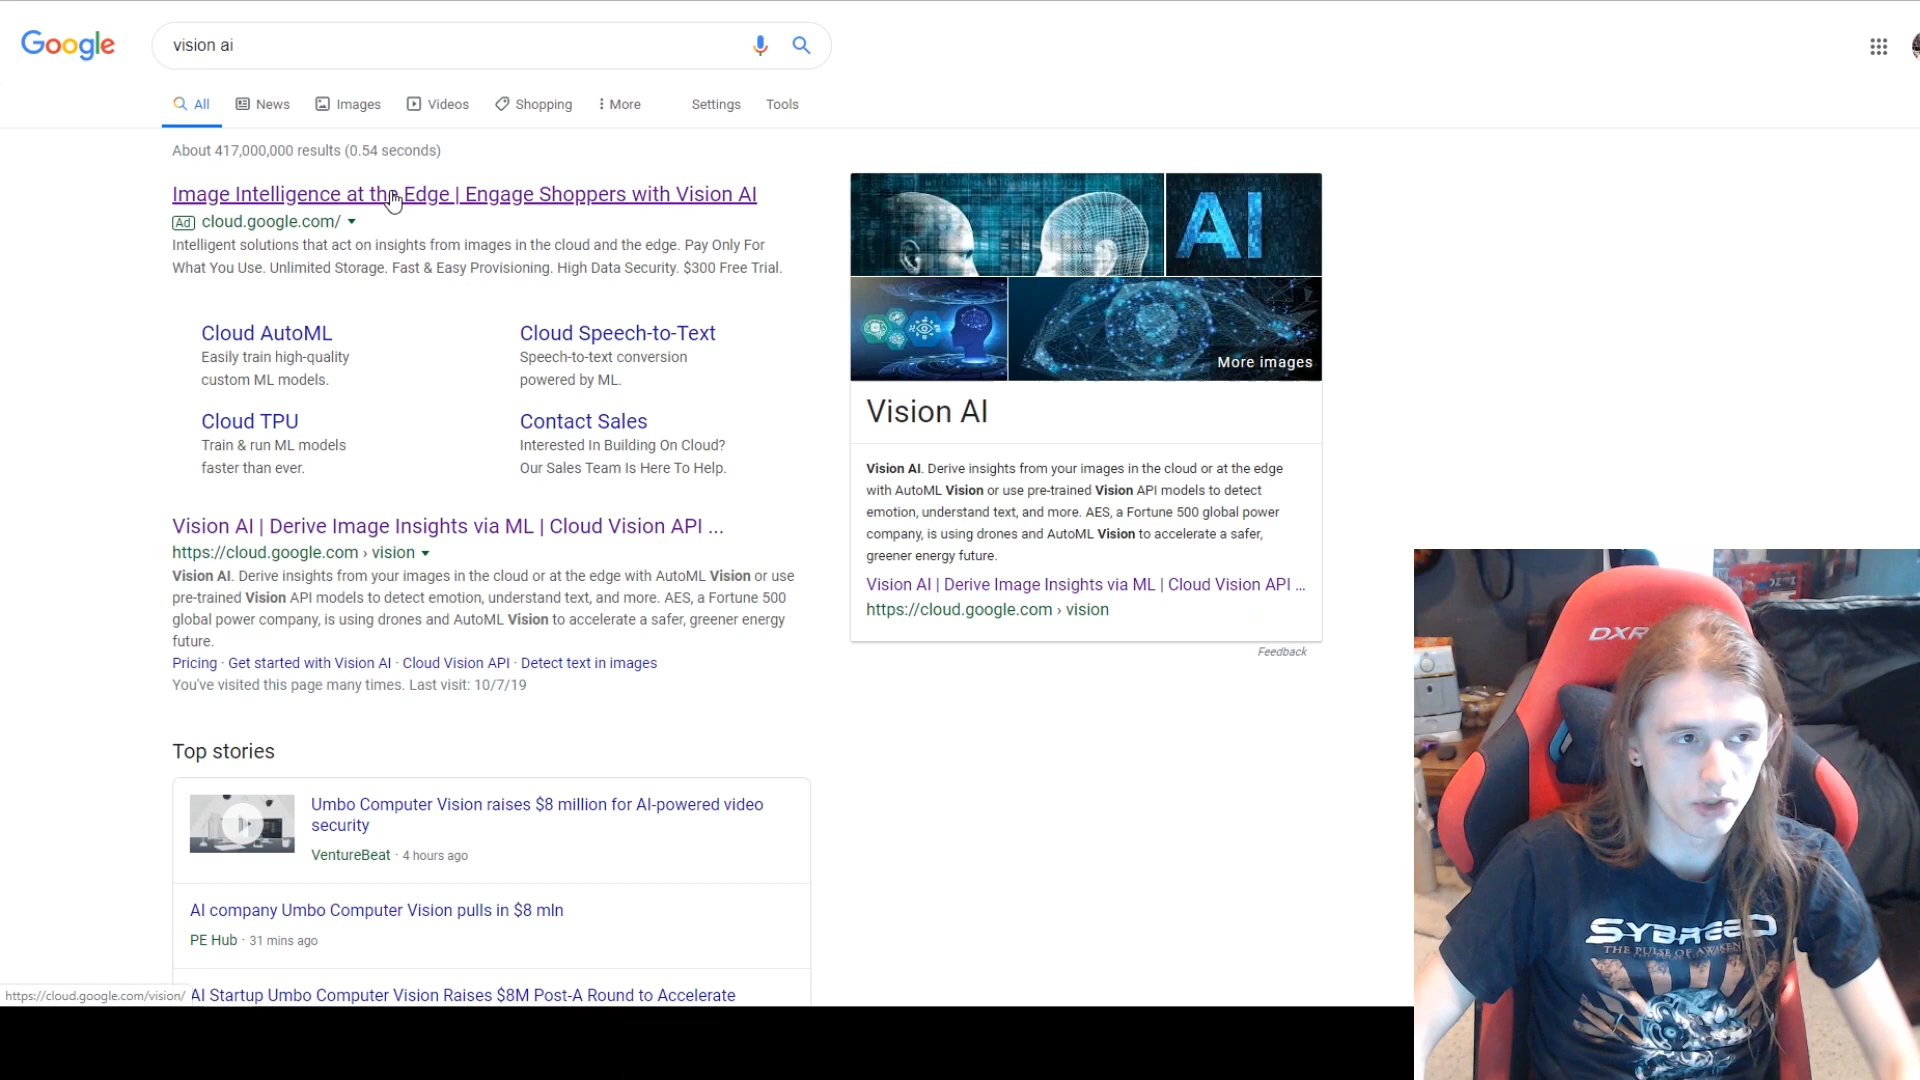 Google
vision ai
All News Images Videos Shopping More Settings Tools
About 417,000,000 results (0.54 seconds)
Image Intelligence at the Edge | Engage Shoppers with Vision AI
Ad cloud.google.com/
Intelligent solutions that act on insights from images in the cloud and the edge. Pay Only For
What You Use. Unlimited Storage. Fast & Easy Provisioning. High Data Security. $300 Free Trial.
Cloud AutoML
Easily train high-quality
custom ML models.
Cloud Speech-to-Text
Speech-to-text conversion
powered by ML.
Cloud TPU
Train & run ML models
faster than ever.
Contact Sales
Interested In Building On Cloud?
Our Sales Team Is Here To Help.
Vision AI | Derive Image Insights via ML | Cloud Vision API ...
https://cloud.google.com › vision
Vision AI. Derive insights from your images in the cloud or at the edge with AutoML Vision or use
pre-trained Vision API models to detect emotion, understand text, and more. AES, a Fortune 500
global power company, is using drones and AutoML Vision to accelerate a safer, greener energy
future.
Pricing · Get started with Vision AI · Cloud Vision API · Detect text in images
You've visited this page many times. Last visit: 10/7/19
Top stories
Umbo Computer Vision raises $8 million for AI-powered video
security
VentureBeat · 4 hours ago
AI company Umbo Computer Vision pulls in $8 mln
PE Hub · 31 mins ago
AI Startup Umbo Computer Vision Raises $8M Post-A Round to Accelerate
https://cloud.google.com/vision/
AI
More images
Vision AI
Vision AI. Derive insights from your images in the cloud or at the edge
with AutoML Vision or use pre-trained Vision API models to detect
emotion, understand text, and more. AES, a Fortune 500 global power
company, is using drones and AutoML Vision to accelerate a safer,
greener energy future.
Vision AI | Derive Image Insights via ML | Cloud Vision API ...
https://cloud.google.com › vision
Feedback
DXR
SYBREED
THE PULSE OF AWAKEN